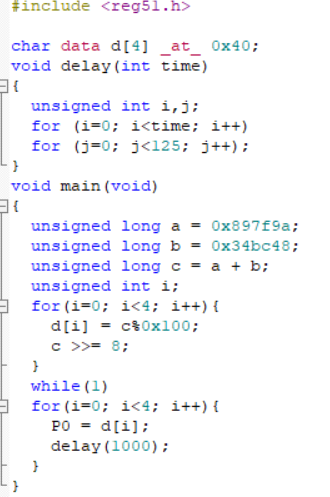 #include <reg51.h>
char data d[4] _at_ 0x40;
void delay(int time)
{
unsigned int i,j;
for (i=0; i<time; i++)
for (j=0; j<125; j++);
}
void main(void)
{
unsigned long a = 0x897f9a;
unsigned long b = 0x34bc48;
unsigned long c = a + b;
unsigned int i;
for(i=0; i<4; i++){
d[i] = c%0x100;
c >>= 8;
}
while(1)
for(i=0; i<4; i++){
P0 = d[i];
delay(1000);
}
}